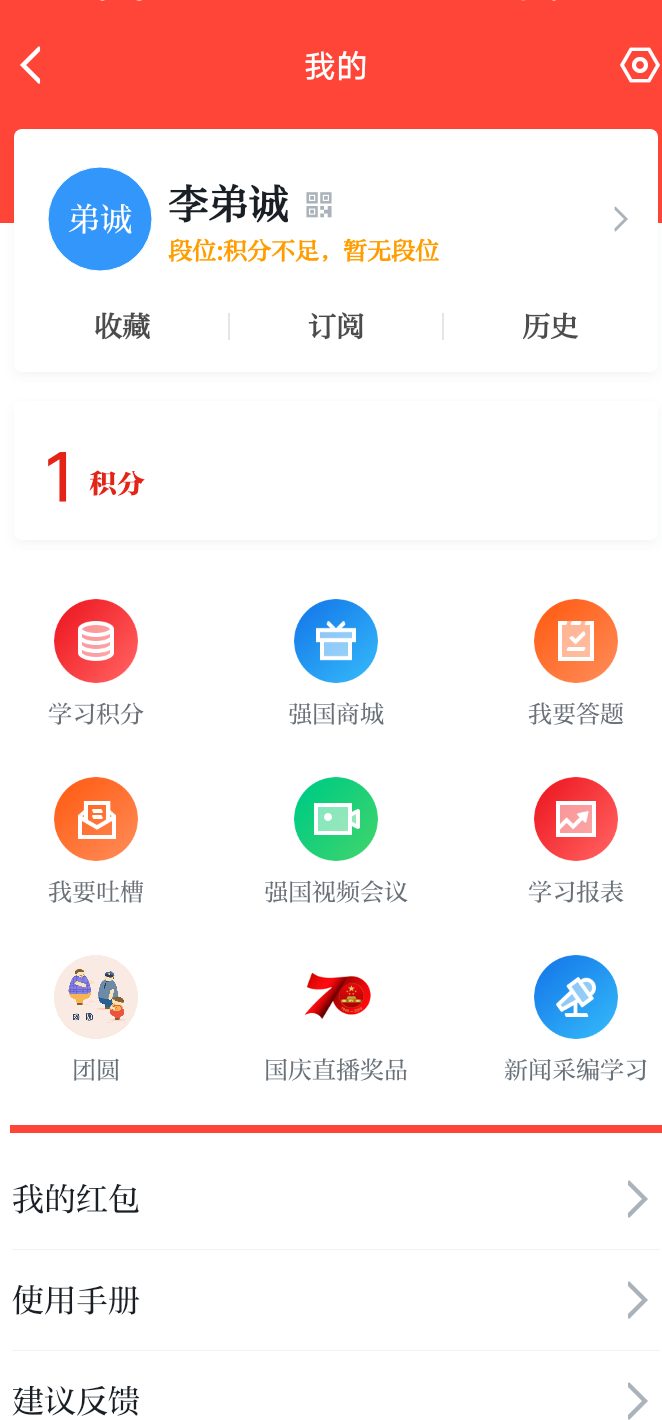 我的
弟诚
李弟诚
段位:积分不足，暂无段位
收藏
订阅
历史
1 积分
学习积分
强国商城
我要答题
我要吐槽
强国视频会议
学习报表
团圆
国庆直播奖品
新闻采编学习
我的红包
使用手册
建议反馈